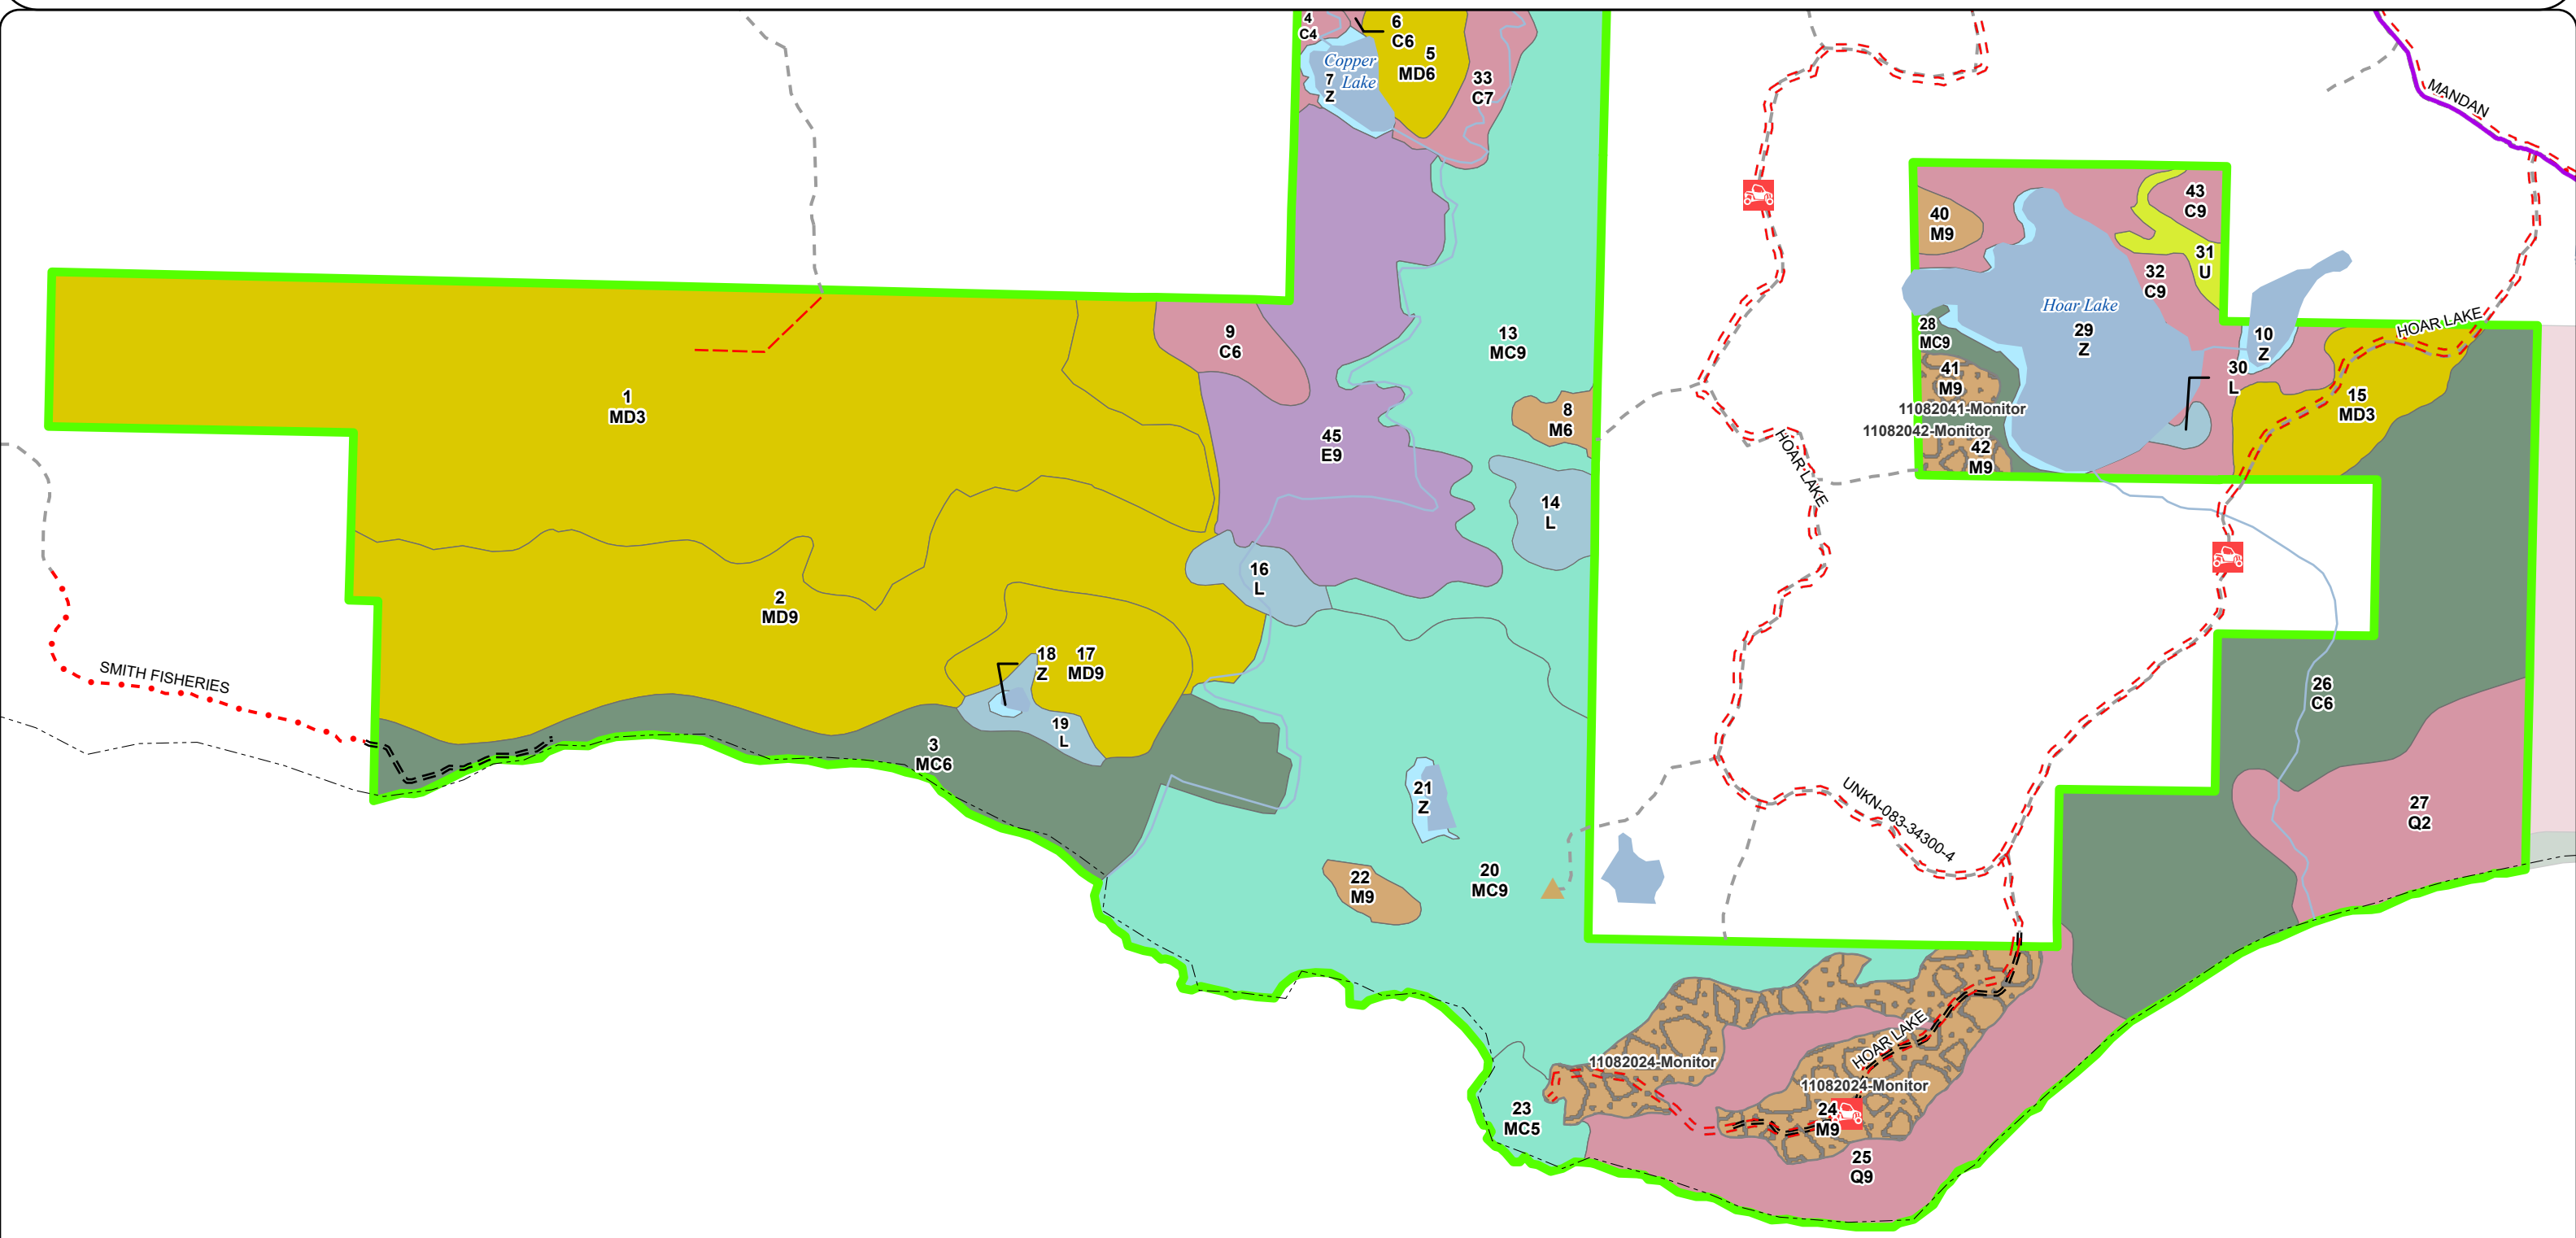 4
C4
6
C6
5
MD6
Copper
Lake
7
Z
33
C7
MANDAN
40
M9
43
C9
31
U
32
C9
Hoar Lake
29
Z
10
Z
HOAR LAKE
28
MC9
9
C6
13
MC9
30
L
41
M9
15
MD3
1
MD3
8
M6
11082041-Monitor
11082042-Monitor
45
E9
42
M9
HOAR LAKE
14
L
16
L
2
MD9
18
Z
17
MD9
SMITH FISHERIES
26
C6
19
L
3
MC6
21
Z
UNKN-083-34300-4
27
Q2
22
M9
20
MC9
HOAR LAKE
11082024-Monitor
11082024-Monitor
23
MC5
24
M9
25
Q9